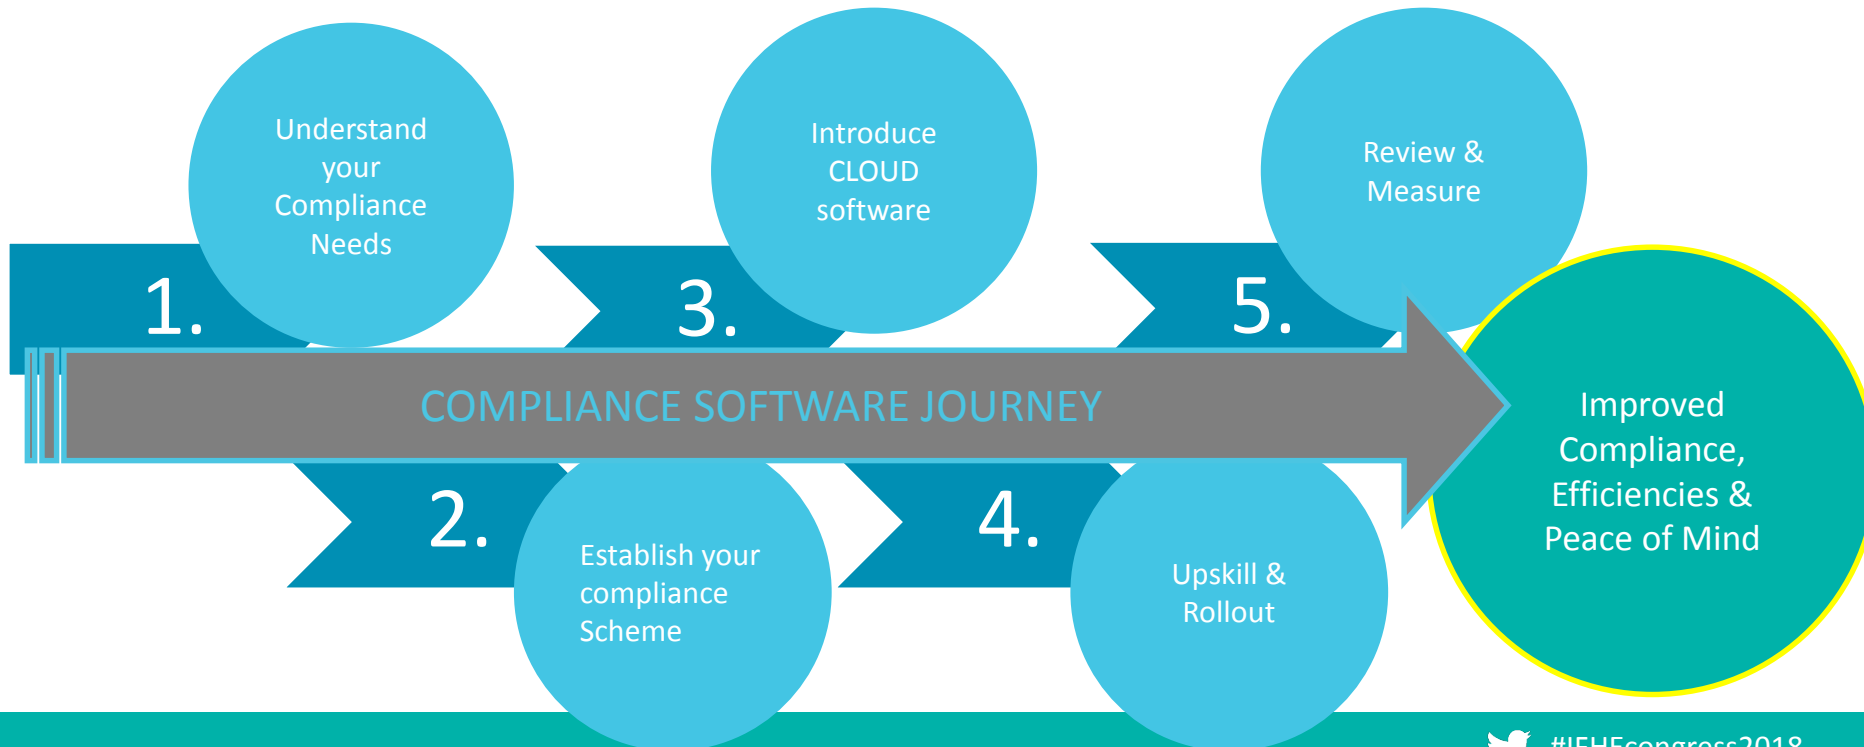 1.
Understand
your
Compliance
Needs
2.
Establish your
compliance
Scheme
3.
Introduce
CLOUD
software
4.
Upskill &
Rollout
5.
Review &
Measure
COMPLIANCE SOFTWARE JOURNEY
Improved
Compliance,
Efficiencies &
Peace of Mind
#IFHEcongress2018